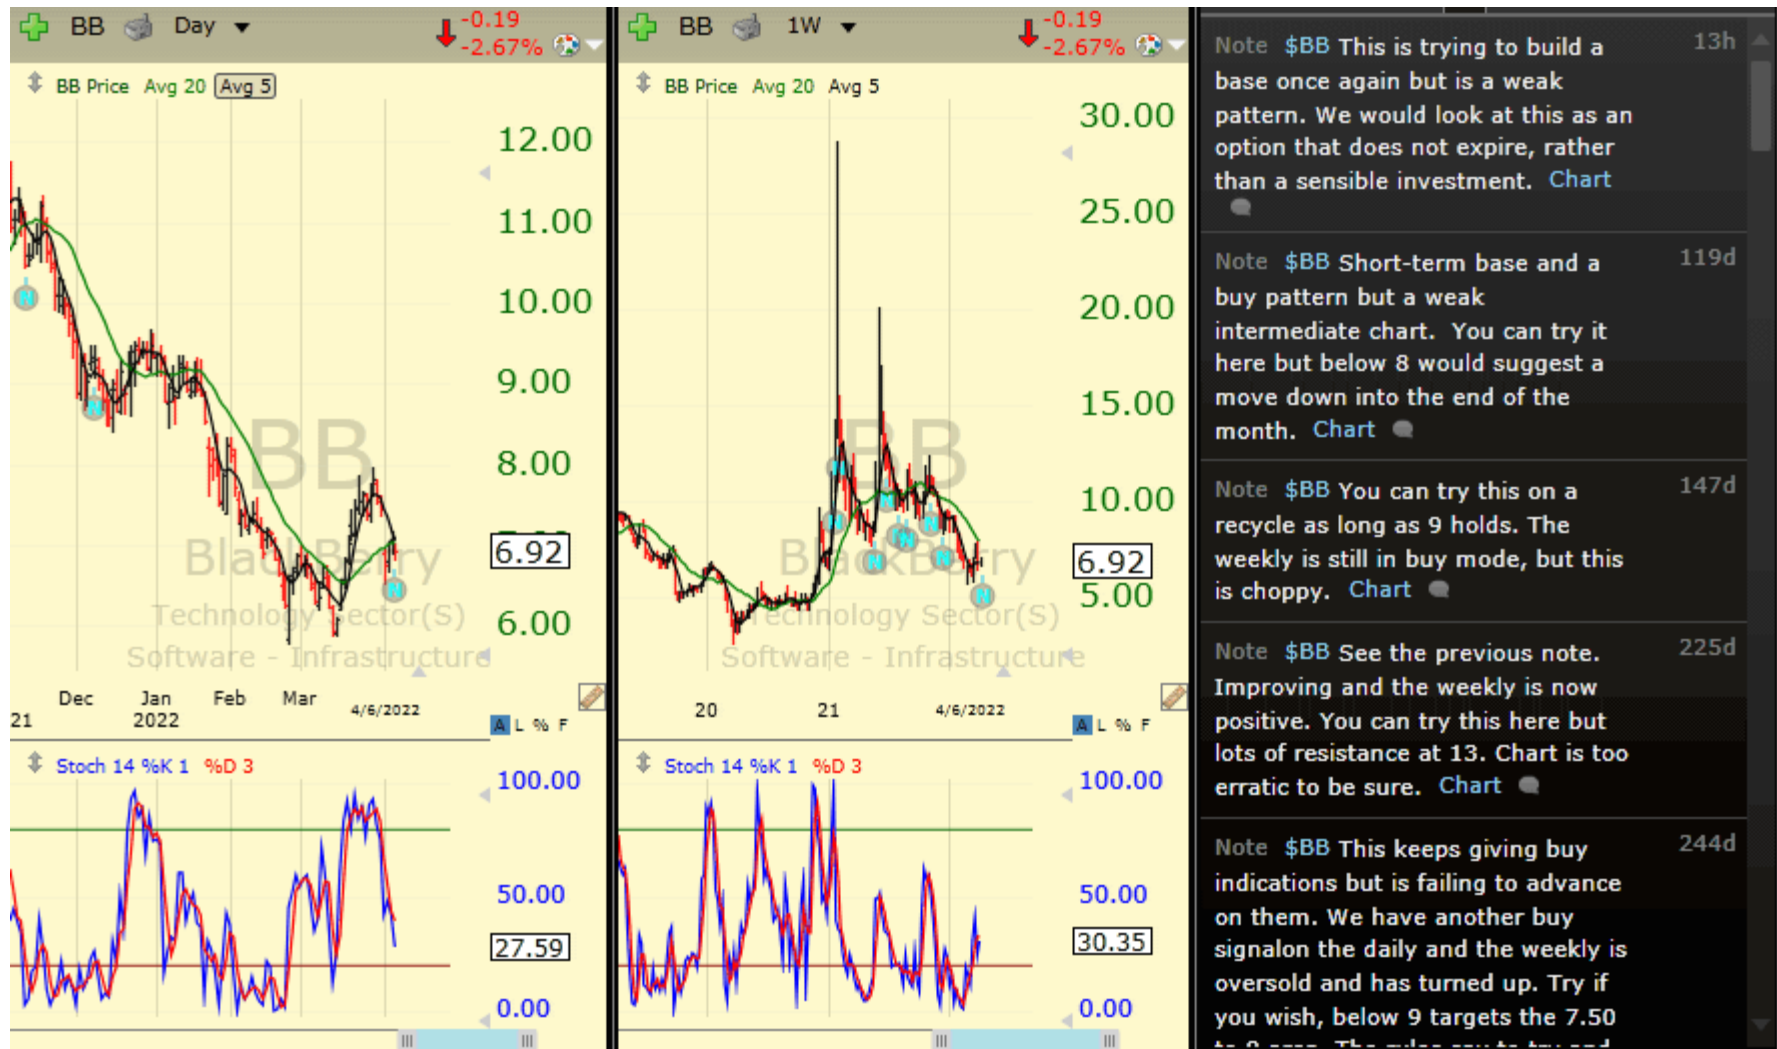 BB Day -0.19
-2.67%
BB Price Avg 20 Avg 5
12.00
11.00
10.00
9.00
8.00
6.92
6.00
BB
BlackBerry
Technology Sector(S)
Software - Infrastructure
N
N
N
Dec Jan Feb Mar 4/6/2022
21 2022
A L % F
Stoch 14 %K 1 %D 3
100.00
50.00
27.59
0.00
BB 1W -0.19
-2.67%
BB Price Avg 20 Avg 5
30.00
25.00
20.00
15.00
10.00
6.92
5.00
BB
BlackBerry
Technology Sector(S)
Software - Infrastructure
N
N
N
N
N
N
N
N
N
20 21 4/6/2022
A L % F
Stoch 14 %K 1 %D 3
100.00
50.00
30.35
0.00
Note $BB This is trying to build a 13h
base once again but is a weak
pattern. We would look at this as an
option that does not expire, rather
than a sensible investment. Chart
Note $BB Short-term base and a 119d
buy pattern but a weak
intermediate chart. You can try it
here but below 8 would suggest a
move down into the end of the
month. Chart
Note $BB You can try this on a 147d
recycle as long as 9 holds. The
weekly is still in buy mode, but this
is choppy. Chart
Note $BB See the previous note. 225d
Improving and the weekly is now
positive. You can try this here but
lots of resistance at 13. Chart is too
erratic to be sure. Chart
Note $BB This keeps giving buy 244d
indications but is failing to advance
on them. We have another buy
signalon the daily and the weekly is
oversold and has turned up. Try if
you wish, below 9 targets the 7.50